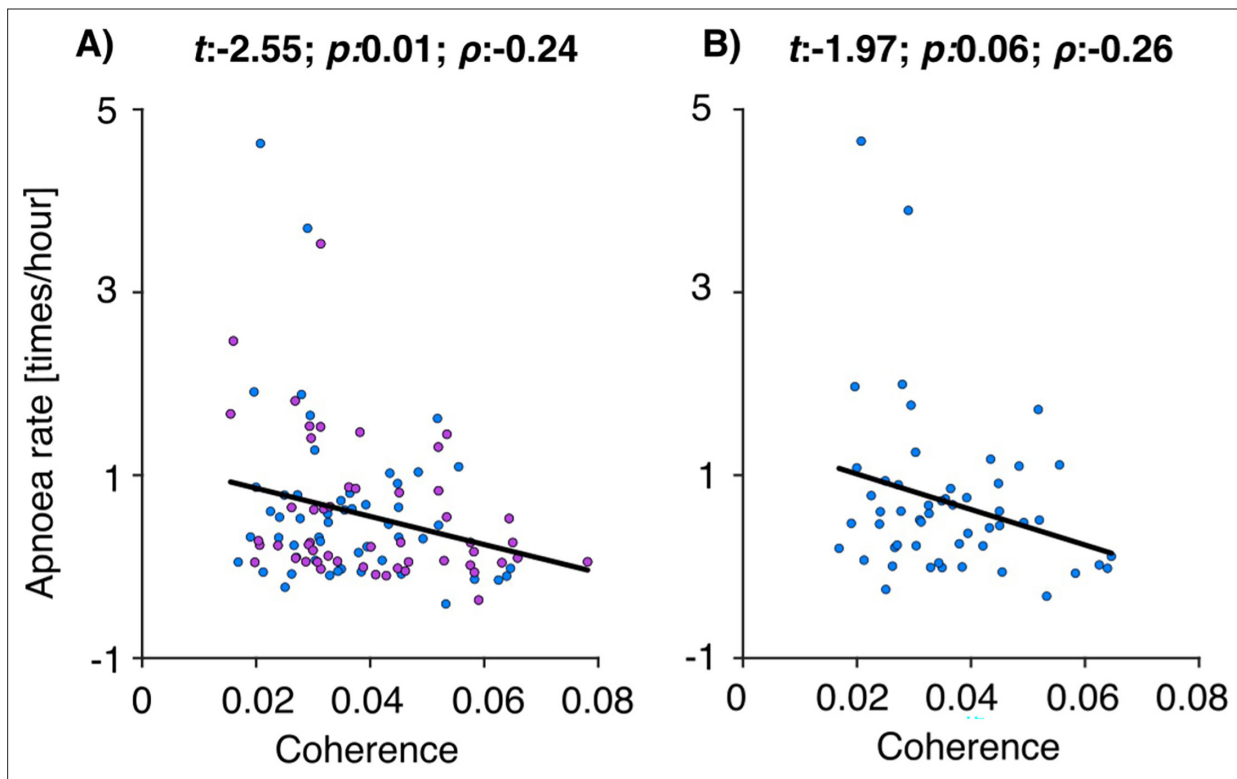 A) t:-2.55; p:0.01; ρ:-0.24
B) t:-1.97; p:0.06; ρ:-0.26
Apnoea rate [times/hour]
5
3
1
-1
0 0.02 0.04 0.06 0.08
Coherence
5
3
1
-1
0 0.02 0.04 0.06 0.08
Coherence